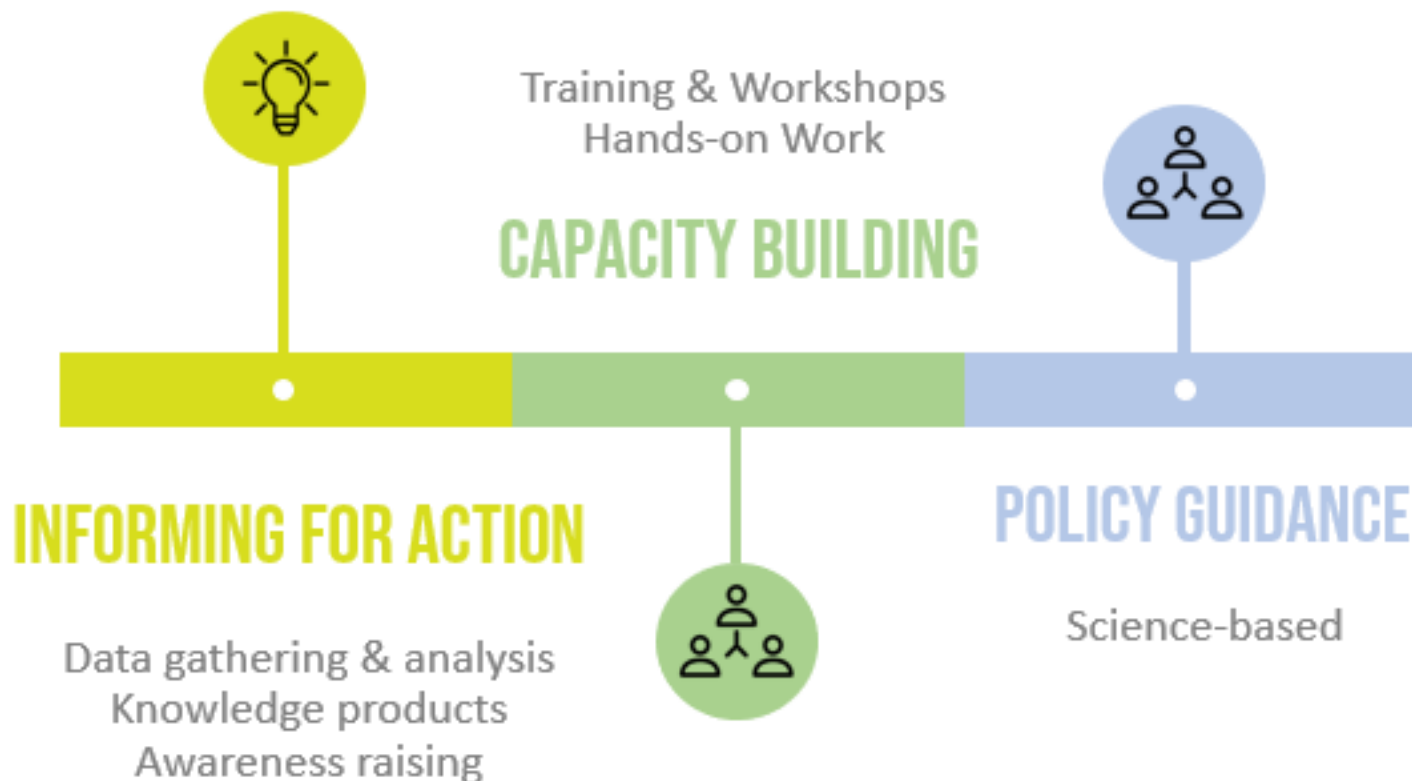 Training & Workshops
Hands-on Work
CAPACITY BUILDING
INFORMING FOR ACTION
Data gathering & analysis
Knowledge products
Awareness raising
POLICY GUIDANCE
Science-based